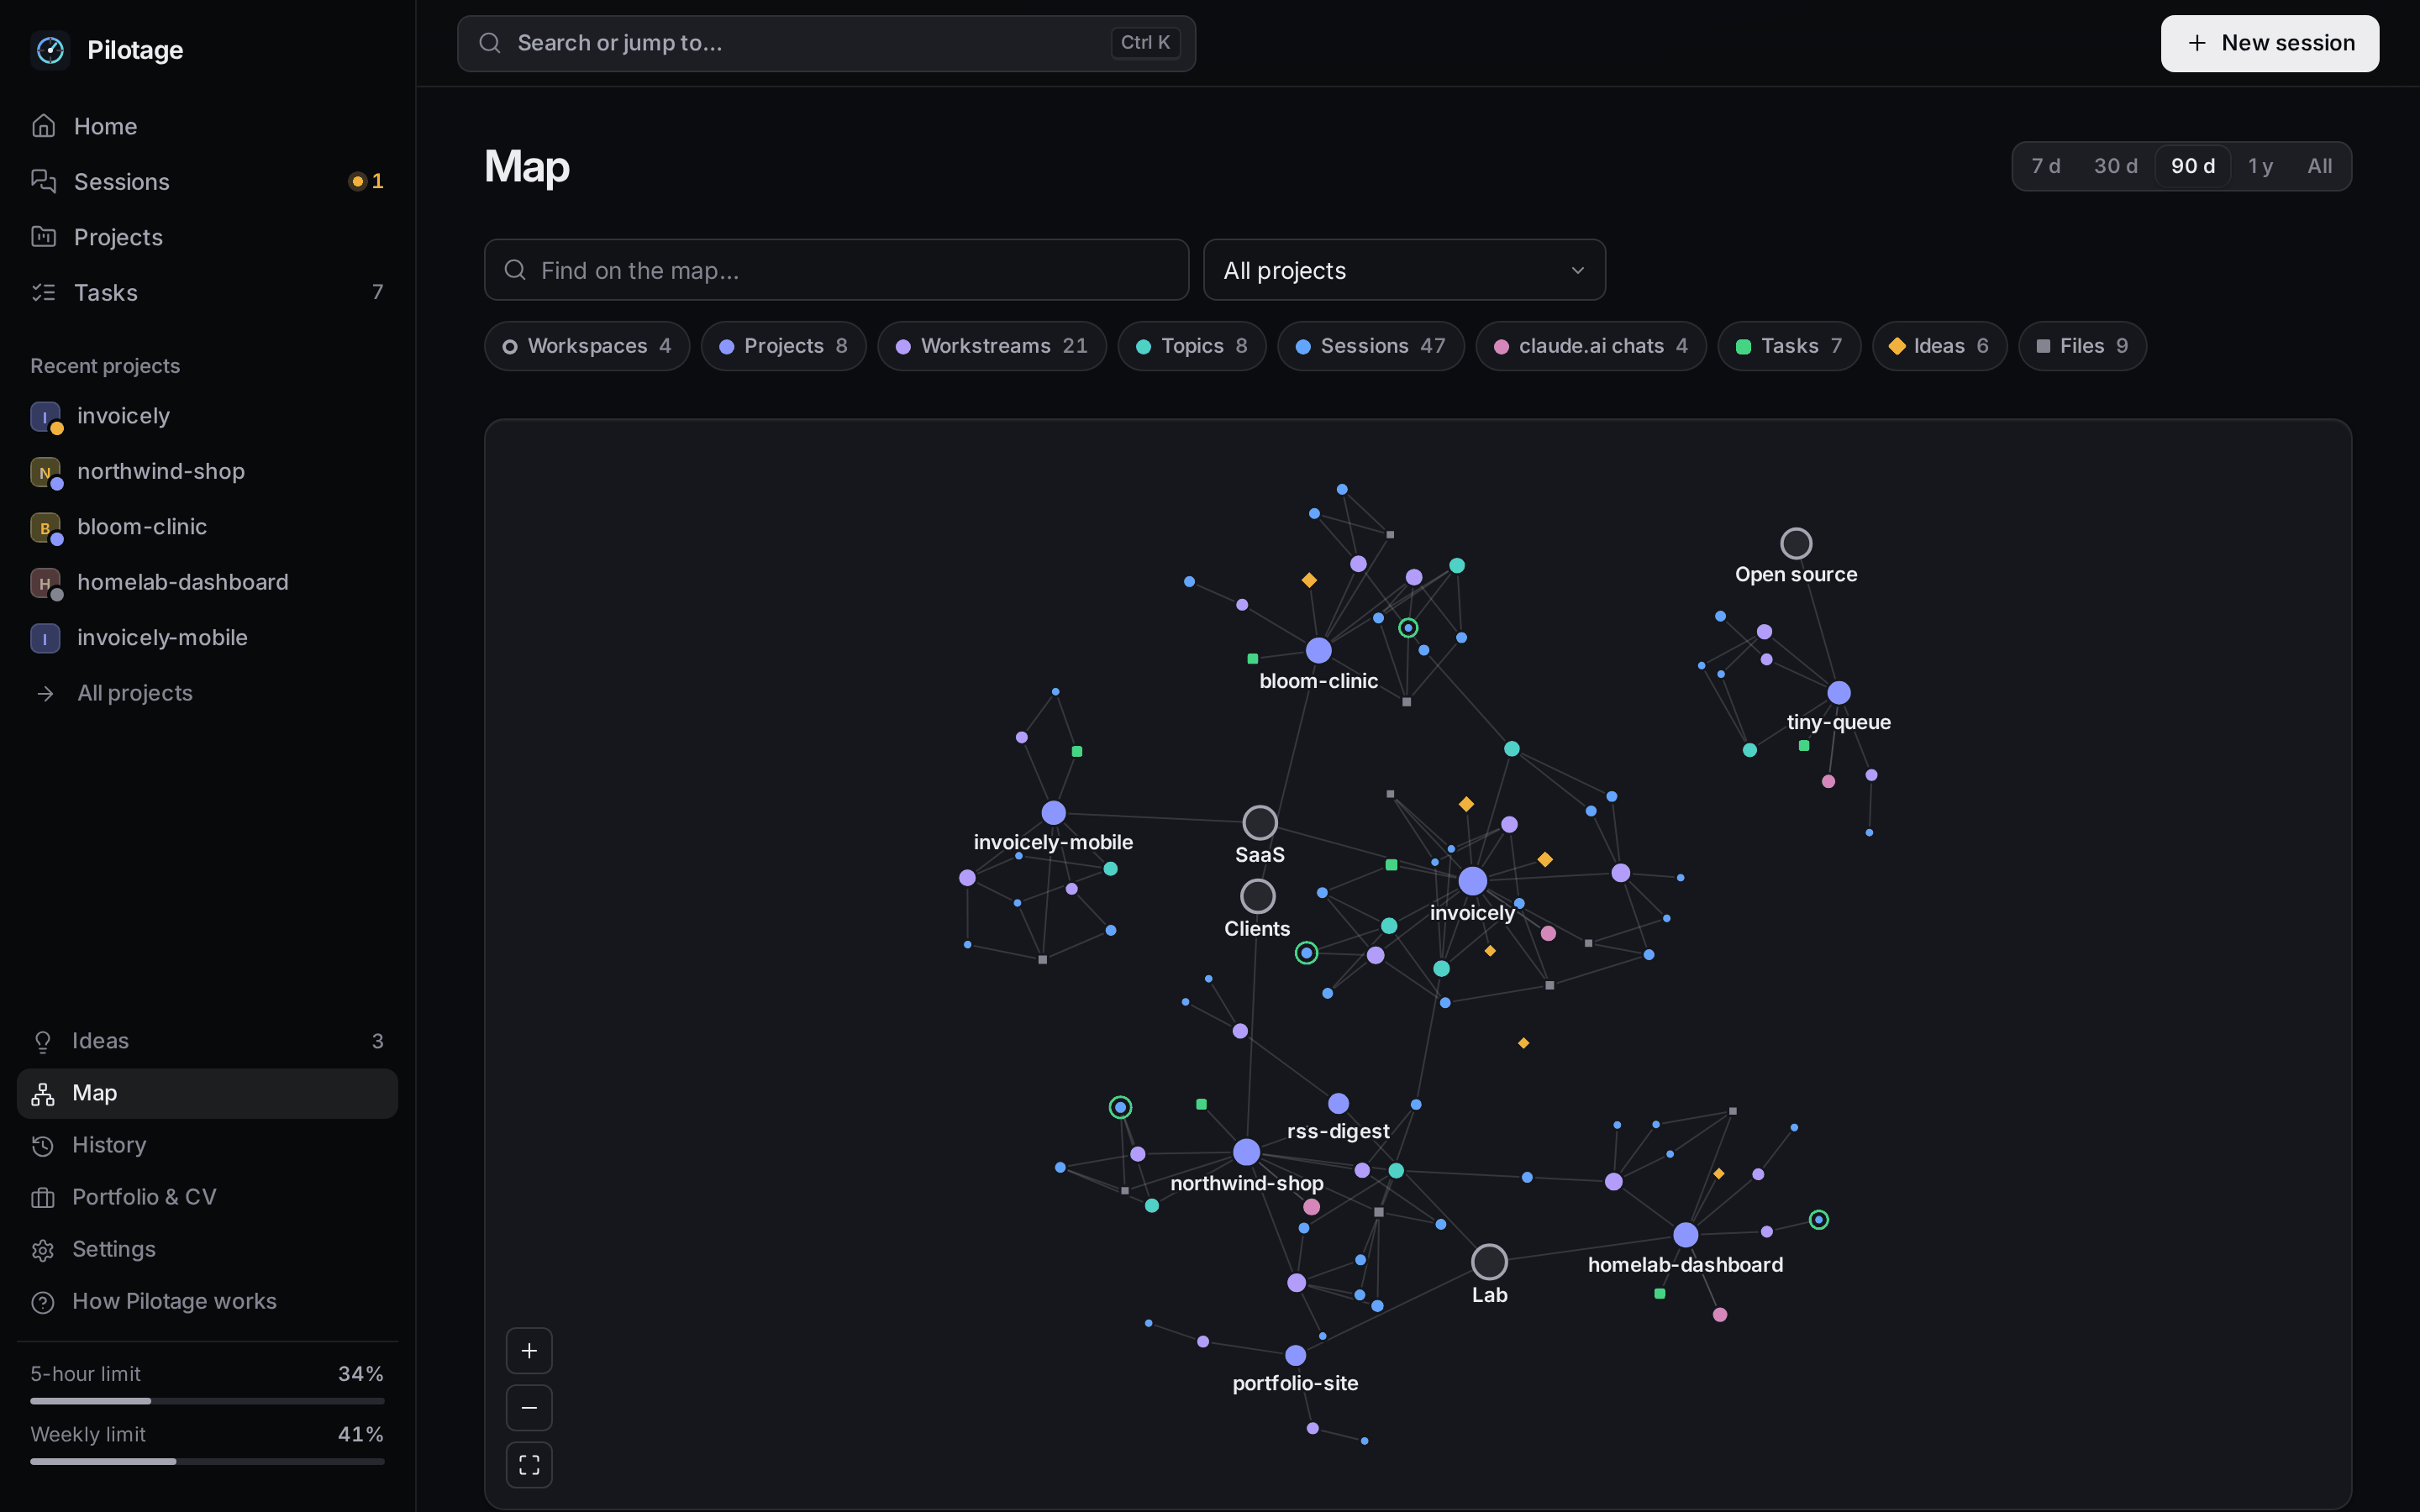 Pilotage
Search or jump to...
Ctrl K
New session
Home
Sessions 1
Projects
Tasks 7
Recent projects
I invoicely
N northwind-shop
B bloom-clinic
H homelab-dashboard
I invoicely-mobile
All projects
Ideas 3
Map
History
Portfolio & CV
Settings
How Pilotage works
5-hour limit 34%
Weekly limit 41%
Map
7 d 30 d 90 d 1 y All
Find on the map...
All projects
Workspaces 4 Projects 8 Workstreams 21 Topics 8 Sessions 47 claude.ai chats 4 Tasks 7 Ideas 6 Files 9
Open source
bloom-clinic
tiny-queue
invoicely-mobile
SaaS
invoicely
Clients
rss-digest
northwind-shop
homelab-dashboard
Lab
portfolio-site